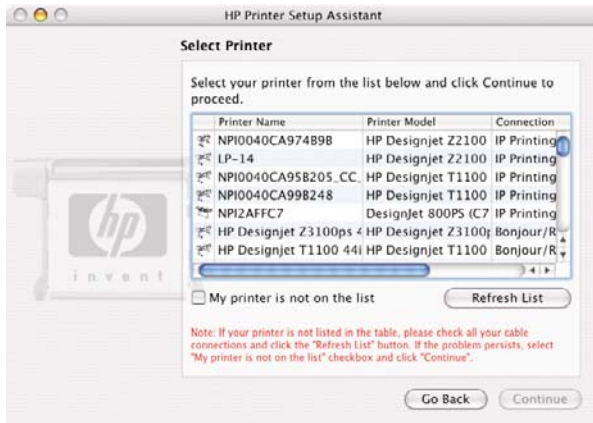 HP Printer Setup Assistant
Select Printer
Select your printer from the list below and click Continue to
proceed.
Printer Name Printer Model Connection
NPI0040CA974B9B HP Designjet Z2100 IP Printing
LP-14 HP Designjet Z2100 IP Printing
NPI0040CA95B205_CC_ HP Designjet T1100 IP Printing
NPI0040CA99B248 HP Designjet T1100 IP Printing
NPI2AFFC7 DesignJet 800PS (C7 IP Printing
HP Designjet Z3100ps 4 HP Designjet Z3100p Bonjour/R
HP Designjet T1100 44i HP Designjet T1100 Bonjour/R
My printer is not on the list
Refresh List
Note: If your printer is not listed in the table, please check all your cable
connections and click the "Refresh List" button. If the problem persists, select
"My printer is not on the list" checkbox and click "Continue".
Go Back Continue
hp
invent